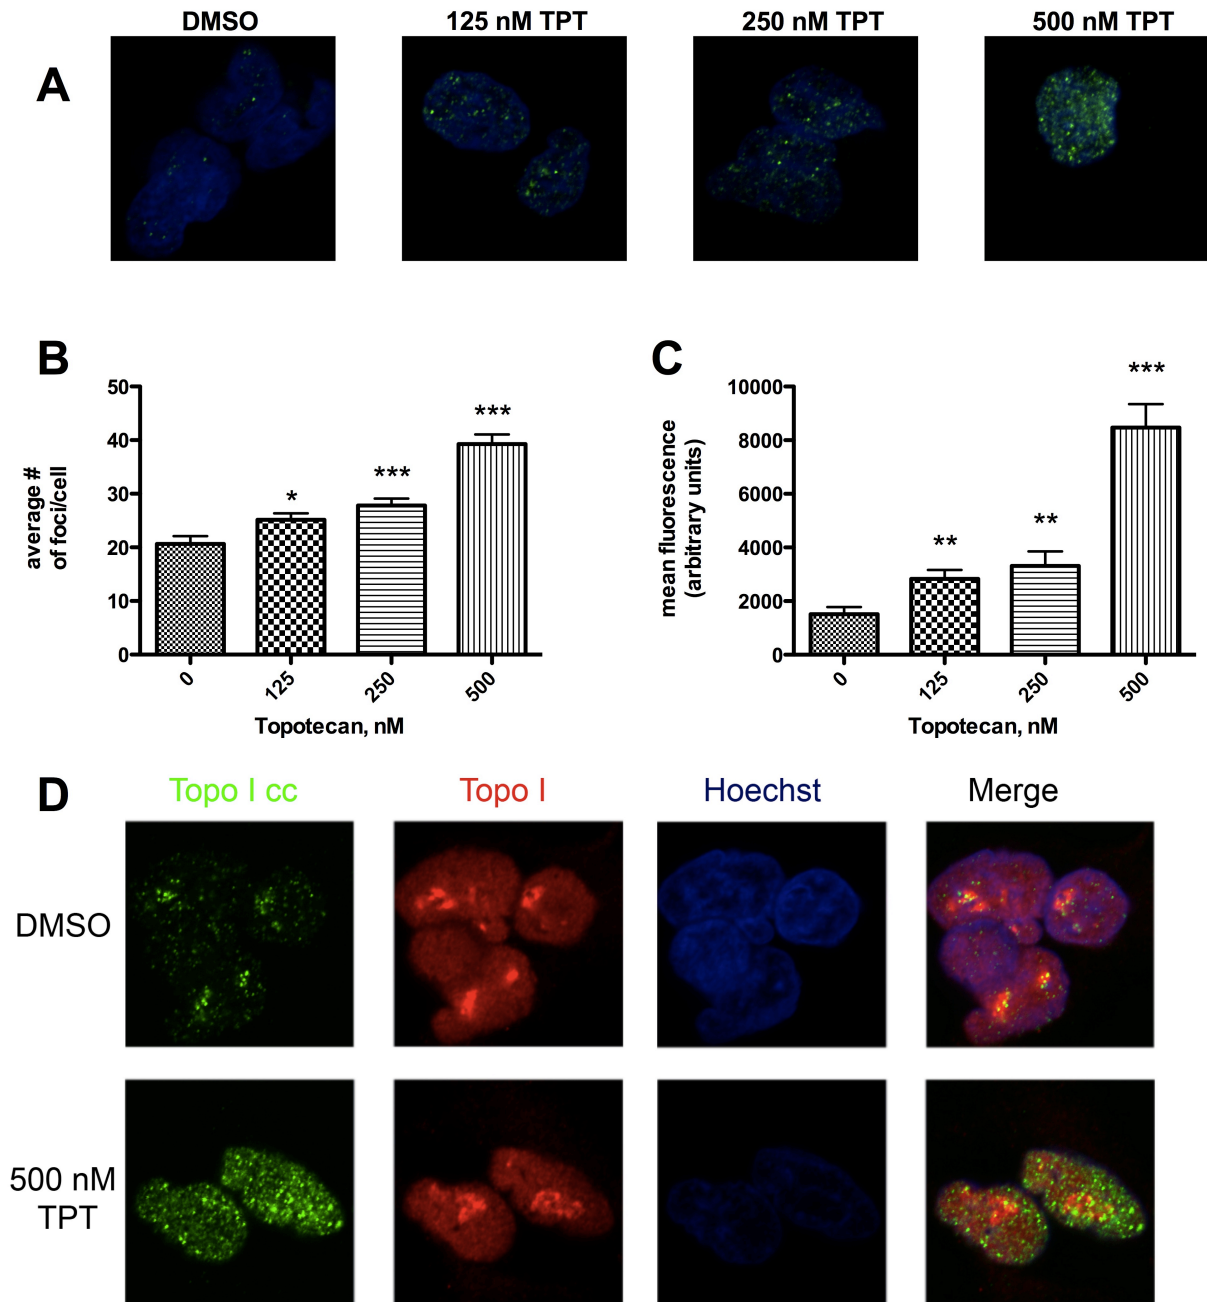 DMSO 125 nM TPT 250 nM TPT 500 nM TPT
A
B
50
40
30
20
10
0
average #
of foci/cell
*
***
***
0 125 250 500
Topotecan, nM
C
10000
8000
6000
4000
2000
0
mean fluorescence
(arbitrary units)
**
**
***
0 125 250 500
Topotecan, nM
D
Topo I cc Topo I Hoechst Merge
DMSO
500 nM
TPT